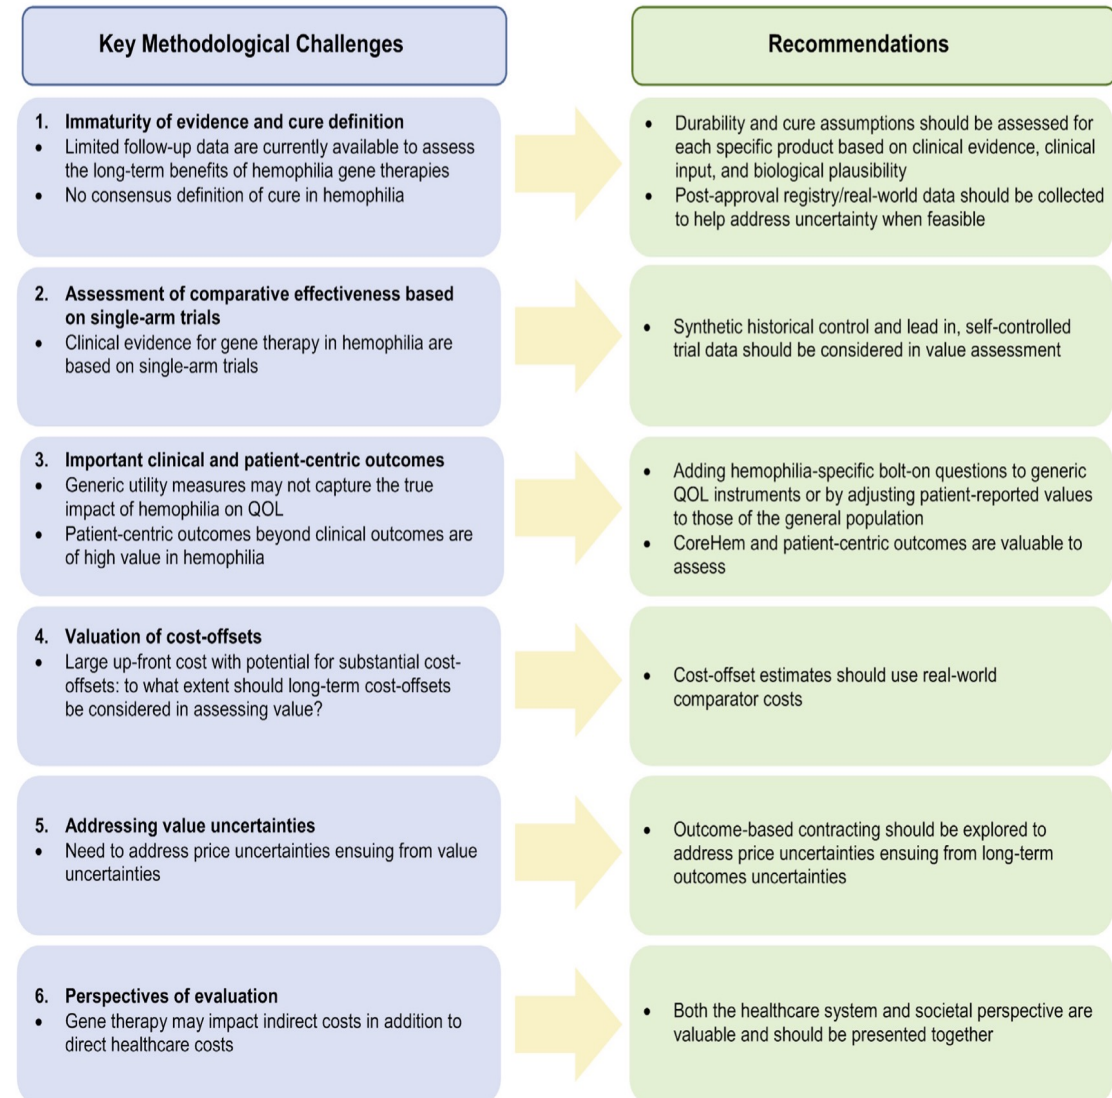 Key Methodological Challenges
Recommendations
1. Immaturity of evidence and cure definition
• Limited follow-up data are currently available to assess
the long-term benefits of hemophilia gene therapies
• No consensus definition of cure in hemophilia
• Durability and cure assumptions should be assessed for
each specific product based on clinical evidence, clinical
input, and biological plausibility
• Post-approval registry/real-world data should be collected
to help address uncertainty when feasible
2. Assessment of comparative effectiveness based
on single-arm trials
• Clinical evidence for gene therapy in hemophilia are
based on single-arm trials
• Synthetic historical control and lead in, self-controlled
trial data should be considered in value assessment
3. Important clinical and patient-centric outcomes
• Generic utility measures may not capture the true
impact of hemophilia on QOL
• Patient-centric outcomes beyond clinical outcomes are
of high value in hemophilia
• Adding hemophilia-specific bolt-on questions to generic
QOL instruments or by adjusting patient-reported values
to those of the general population
• CoreHem and patient-centric outcomes are valuable to
assess
4. Valuation of cost-offsets
• Large up-front cost with potential for substantial cost-
offsets: to what extent should long-term cost-offsets
be considered in assessing value?
• Cost-offset estimates should use real-world
comparator costs
5. Addressing value uncertainties
• Need to address price uncertainties ensuing from value
uncertainties
• Outcome-based contracting should be explored to
address price uncertainties ensuing from long-term
outcomes uncertainties
6. Perspectives of evaluation
• Gene therapy may impact indirect costs in addition to
direct healthcare costs
• Both the healthcare system and societal perspective are
valuable and should be presented together